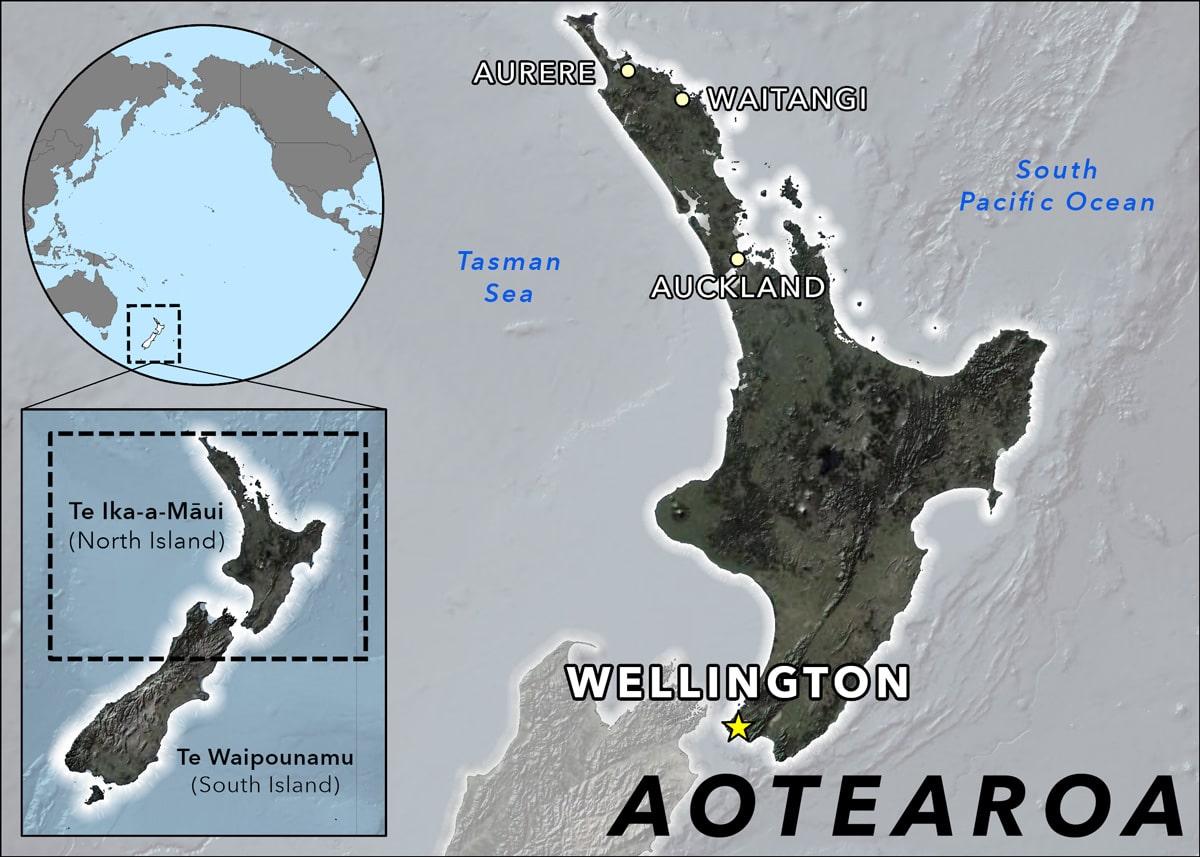 AURERE
WAITANGI
South
Pacific Ocean
Tasman
Sea
AUCKLAND
Te Ika-a-Māui
(North Island)
WELLINGTON
Te Waipounamu
(South Island)
AOTEAROA